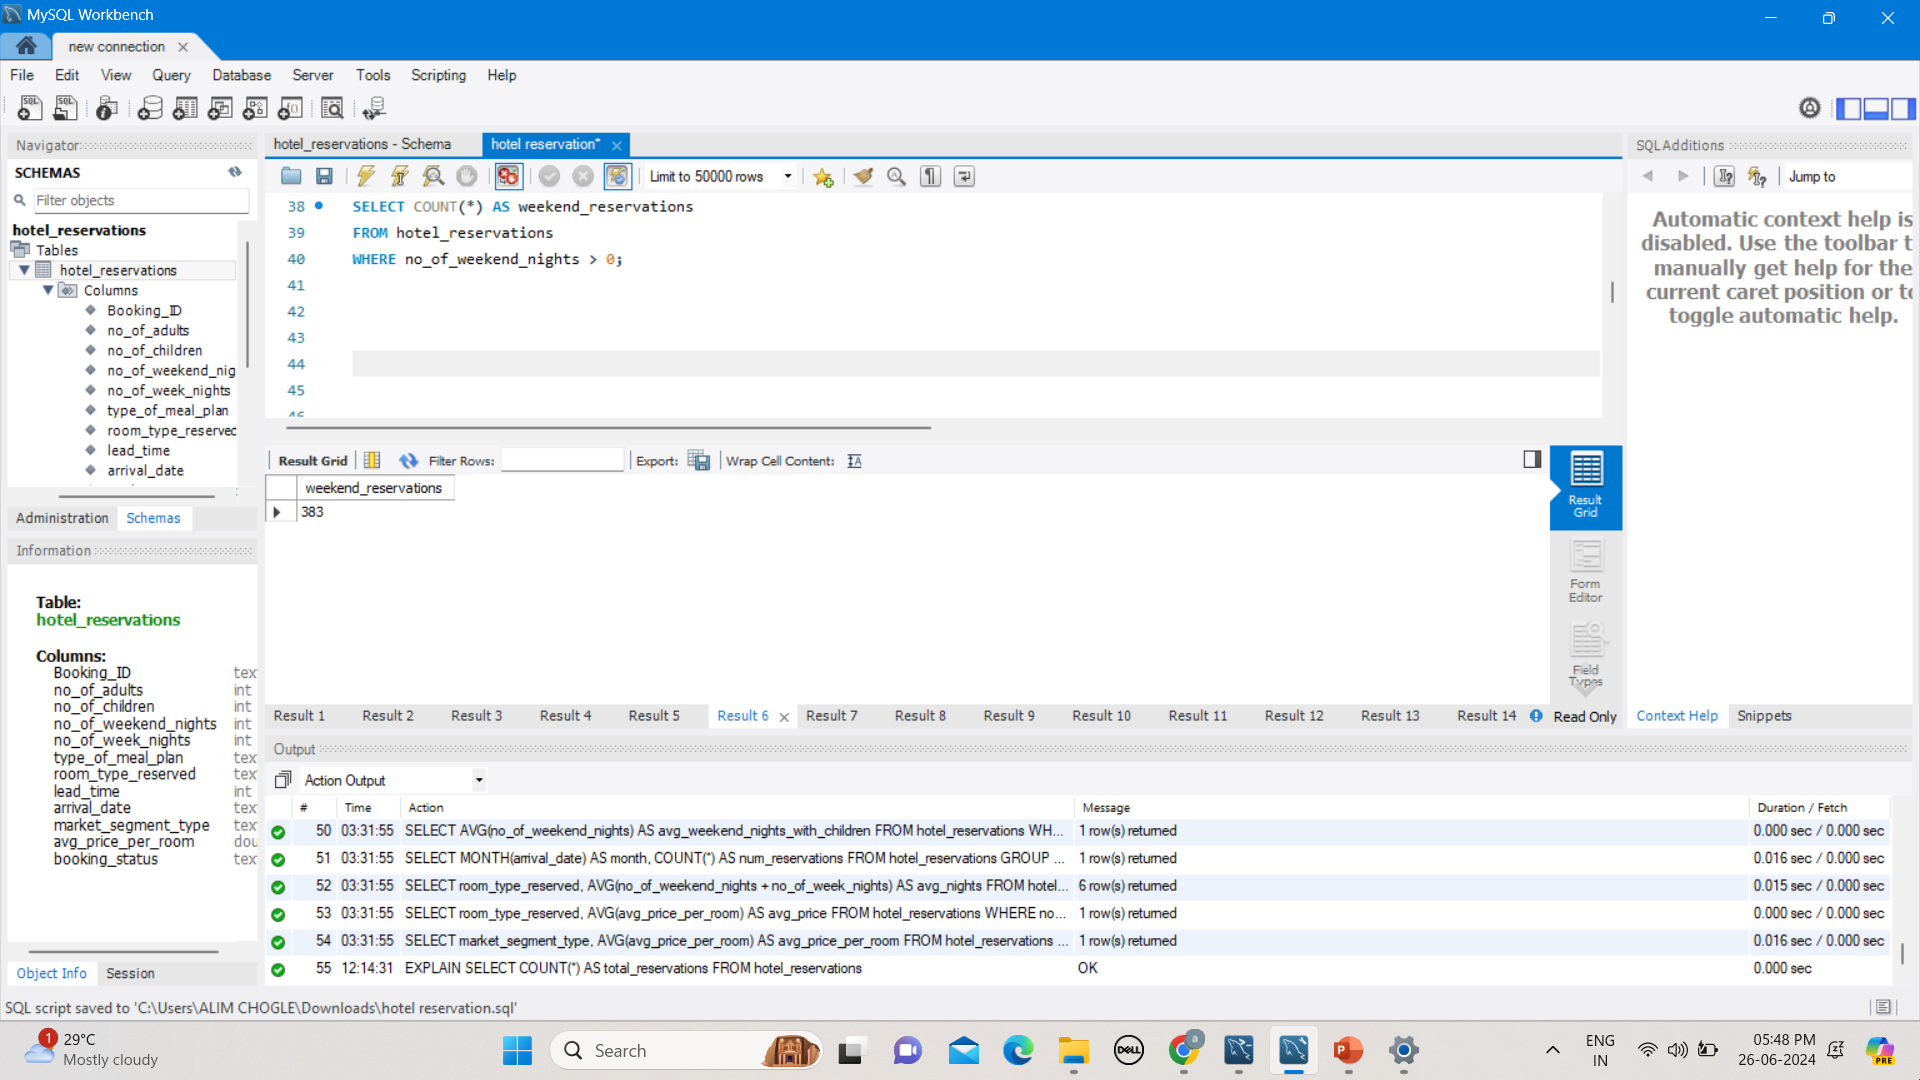 MySQL Workbench
new connection
File Edit View Query Database Server Tools Scripting Help
Navigator
SCHEMAS
Filter objects
hotel_reservations
Tables
hotel_reservations
Columns
Booking_ID
no_of_adults
no_of_children
no_of_weekend_nig
no_of_week_nights
type_of_meal_plan
room_type_reserved
lead_time
arrival_date
Administration Schemas
Information
Table:
hotel_reservations
Columns:
Booking_ID tex
no_of_adults int
no_of_children int
no_of_weekend_nights int
no_of_week_nights int
type_of_meal_plan tex
room_type_reserved tex
lead_time int
arrival_date tex
market_segment_type tex
avg_price_per_room dou
booking_status tex
Object Info Session
hotel_reservations - Schema hotel reservation*
Limit to 50000 rows
38 SELECT COUNT(*) AS weekend_reservations
39 FROM hotel_reservations
40 WHERE no_of_weekend_nights > 0;
41
42
43
44
45
46
Result Grid Filter Rows: Export: Wrap Cell Content:
weekend_reservations
383
Result Grid
Form Editor
Field Types
Result 1 Result 2 Result 3 Result 4 Result 5 Result 6 Result 7 Result 8 Result 9 Result 10 Result 11 Result 12 Result 13 Result 14 Read Only
SQLAdditions
Jump to
Automatic context help is
disabled. Use the toolbar t
manually get help for the
current caret position or to
toggle automatic help.
Context Help Snippets
Output
Action Output
# Time Action Message Duration / Fetch
50 03:31:55 SELECT AVG(no_of_weekend_nights) AS avg_weekend_nights_with_children FROM hotel_reservations WH... 1 row(s) returned 0.000 sec / 0.000 sec
51 03:31:55 SELECT MONTH(arrival_date) AS month, COUNT(*) AS num_reservations FROM hotel_reservations GROUP ... 1 row(s) returned 0.016 sec / 0.000 sec
52 03:31:55 SELECT room_type_reserved, AVG(no_of_weekend_nights + no_of_week_nights) AS avg_nights FROM hotel... 6 row(s) returned 0.015 sec / 0.000 sec
53 03:31:55 SELECT room_type_reserved, AVG(avg_price_per_room) AS avg_price FROM hotel_reservations WHERE no... 1 row(s) returned 0.000 sec / 0.000 sec
54 03:31:55 SELECT market_segment_type, AVG(avg_price_per_room) AS avg_price_per_room FROM hotel_reservations ... 1 row(s) returned 0.016 sec / 0.000 sec
55 12:14:31 EXPLAIN SELECT COUNT(*) AS total_reservations FROM hotel_reservations OK 0.000 sec
SQL script saved to 'C:\Users\ALIM CHOGLE\Downloads\hotel reservation.sql'
1
29°C
Mostly cloudy
Search
DELL
a
ENG
IN
05:48 PM
26-06-2024
PRE